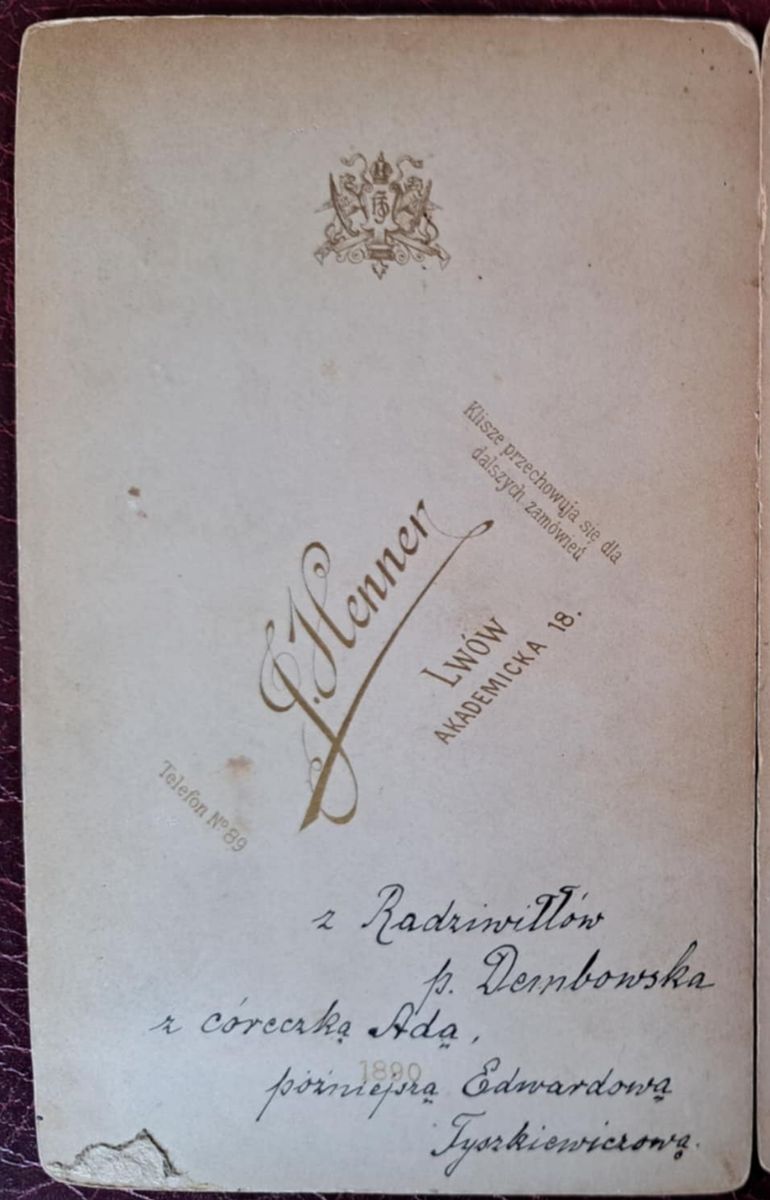 Klisze przechowują się dla
dalszych zamówień
J. Henner
LWÓW
AKADEMICKA 18.
Telefon Nº 89
z Radziwiłłów
p. Dembowska
z córeczką Adą,
1890
późniejszą Edwardową
Tyszkiewiczową.